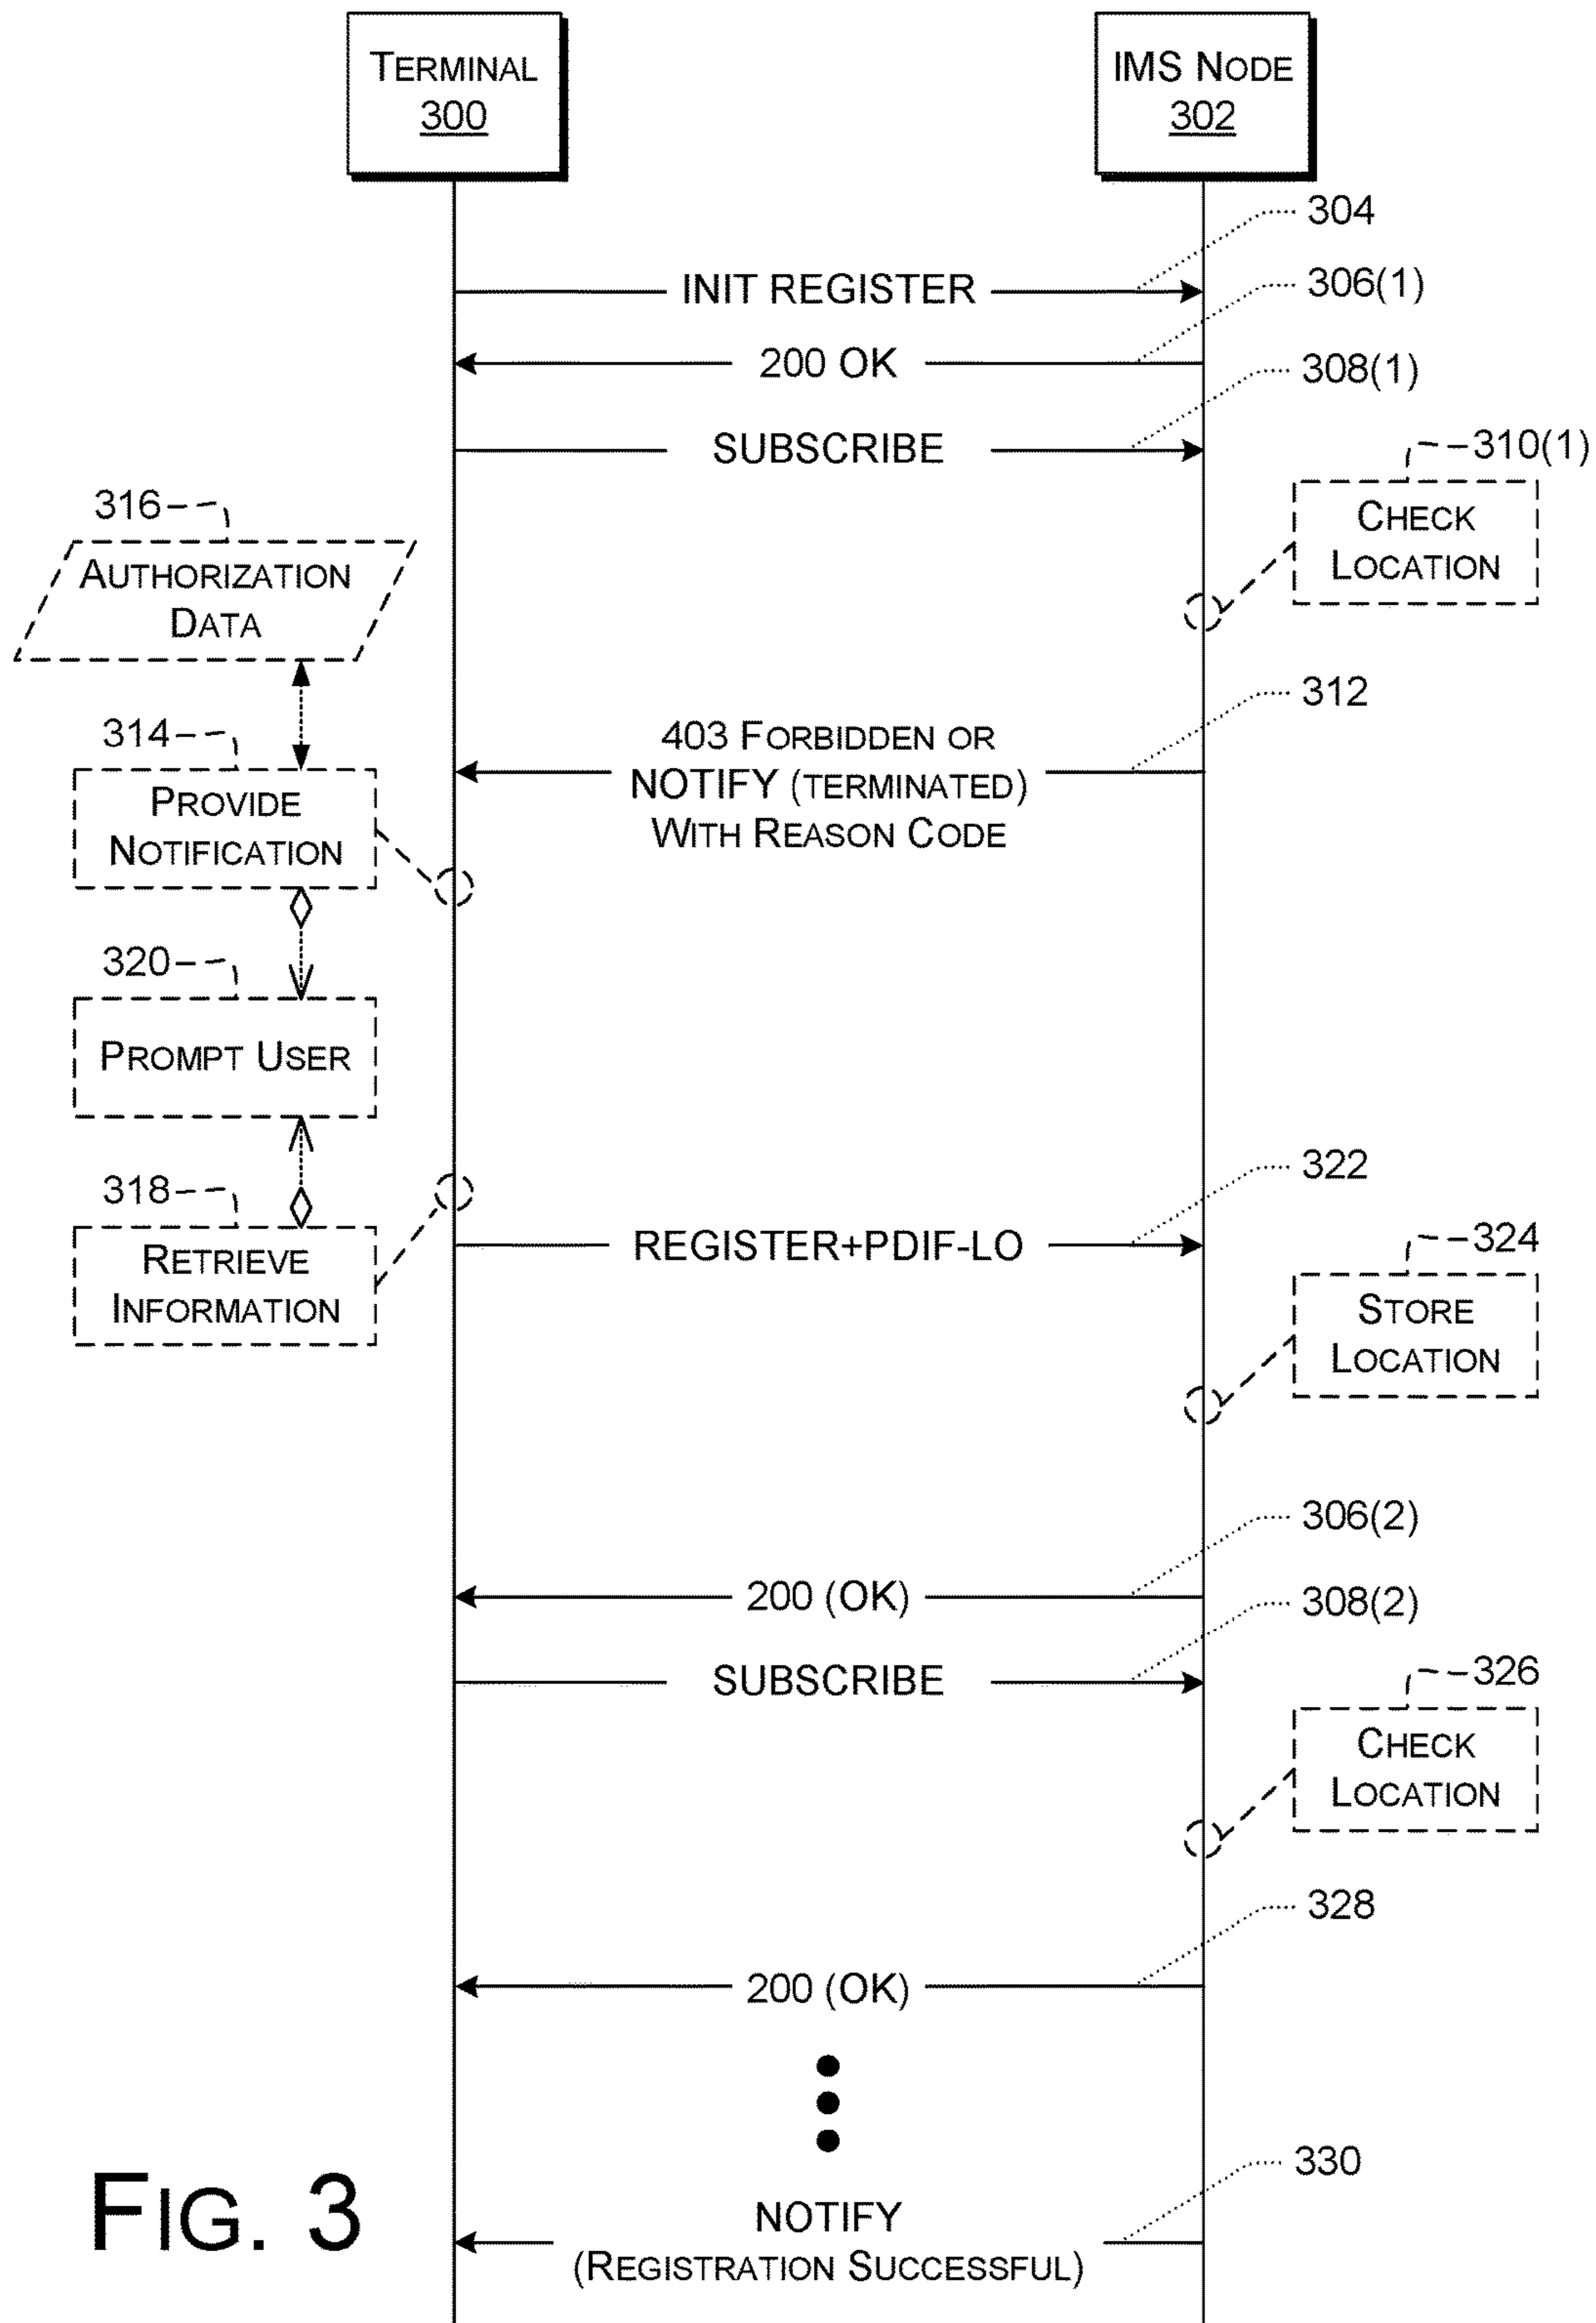 TERMINAL
300
IMS NODE
302
304
INIT REGISTER
306(1)
200 OK
308(1)
SUBSCRIBE
310(1)
CHECK
LOCATION
316
AUTHORIZATION
DATA
312
403 FORBIDDEN OR
NOTIFY (TERMINATED)
WITH REASON CODE
314
PROVIDE
NOTIFICATION
320
PROMPT USER
322
318
REGISTER+PDIF-LO
RETRIEVE
INFORMATION
324
STORE
LOCATION
306(2)
200 (OK)
308(2)
SUBSCRIBE
326
CHECK
LOCATION
328
200 (OK)
330
NOTIFY
(REGISTRATION SUCCESSFUL)
FIG. 3